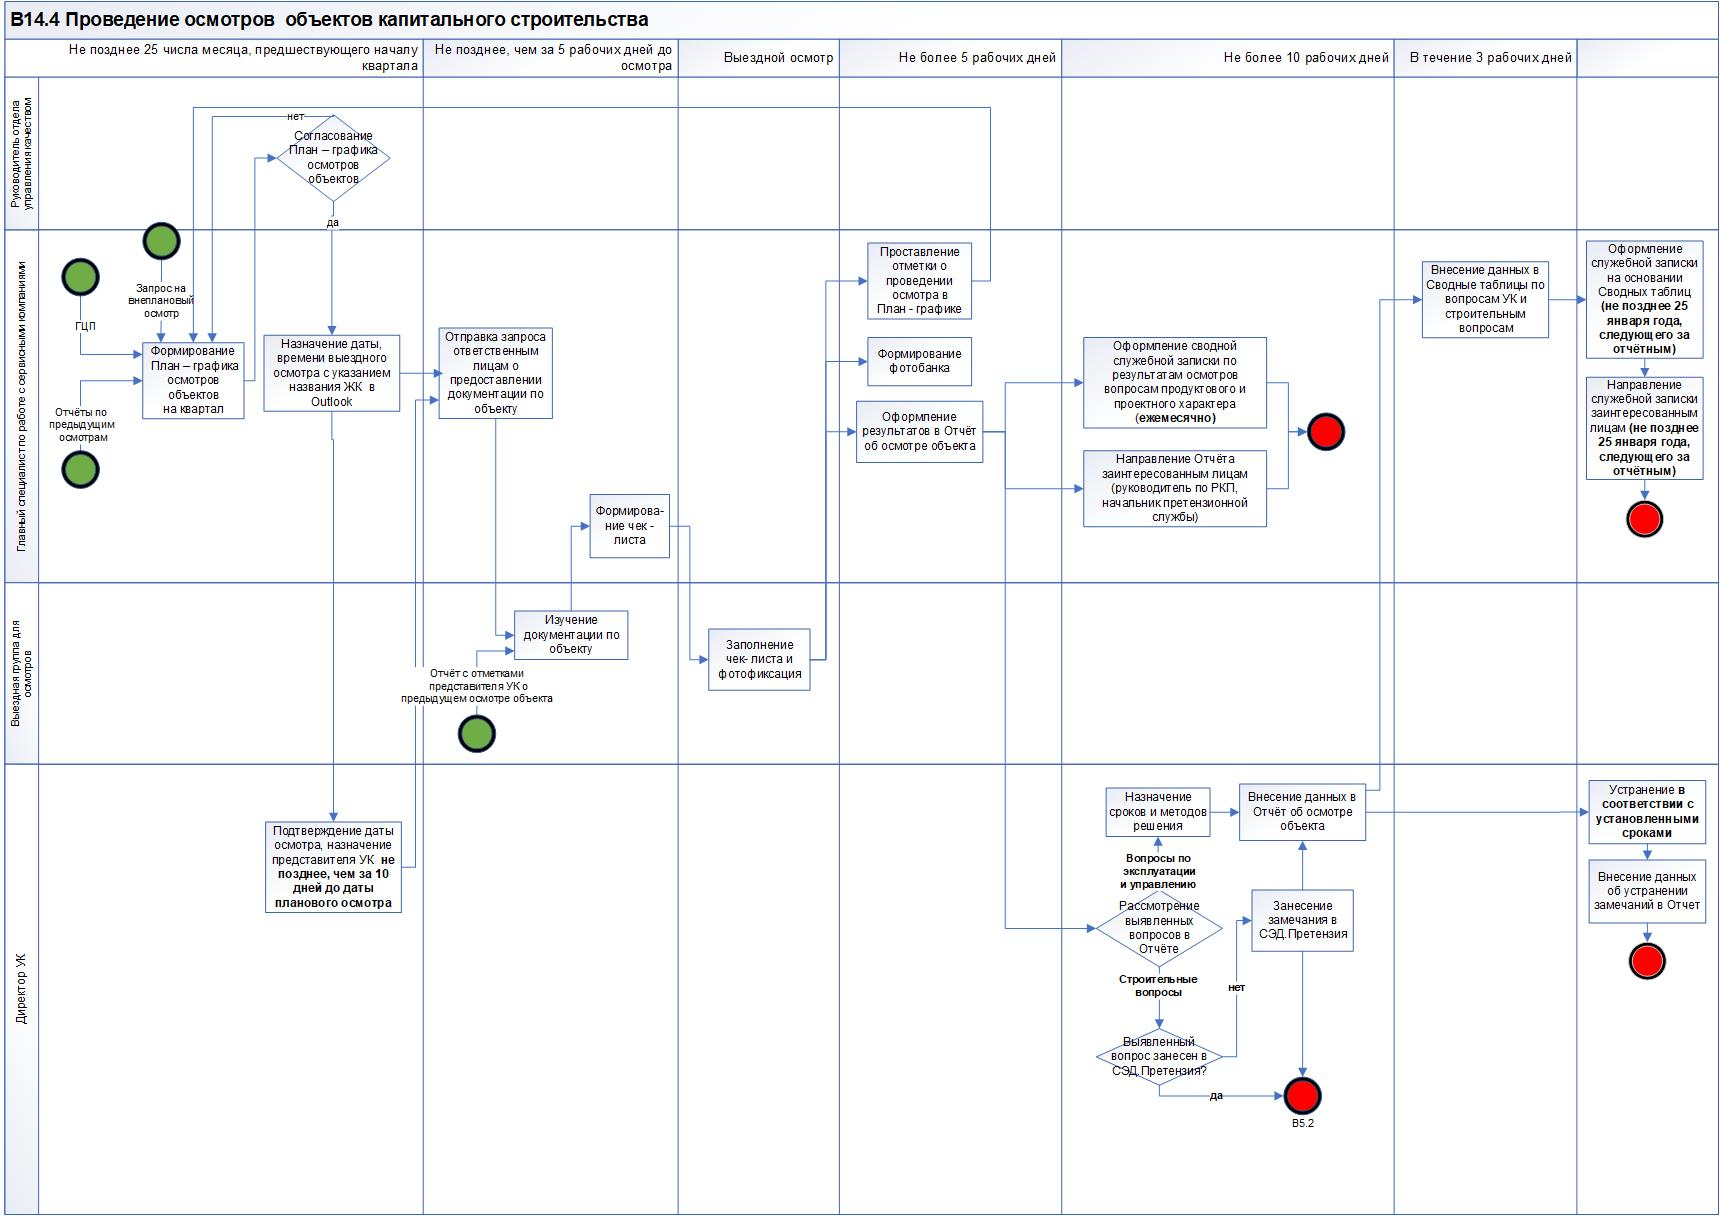 B14.4 Проведение осмотров объектов капитального строительства
Не позднее 25 числа месяца, предшествующего началу
квартала
Не позднее, чем за 5 рабочих дней до
осмотра
Выездной осмотр
Не более 5 рабочих дней
Не более 10 рабочих дней
В течение 3 рабочих дней
Руководитель отдела
управления качеством
нет
Согласование
План – графика
осмотров
объектов
да
Главный специалист по работе с сервисными компаниями
ГЦП
Запрос на
внеплановый
осмотр
Отчёты по
предыдущим
осмотрам
Формирование
План – графика
осмотров
объектов
на квартал
Назначение даты,
времени выездного
осмотра с указанием
названия ЖК в
Outlook
Отправка запроса
ответственным
лицам о
предоставлении
документации по
объекту
Формирова-
ние чек -
листа
Проставление
отметки о
проведении
осмотра в
План - графике
Формирование
фотобанка
Оформление
результатов в Отчёт
об осмотре объекта
Оформление сводной
служебной записки по
результатам осмотров
вопросам продуктового и
проектного характера
(ежемесячно)
Направление Отчёта
заинтересованным лицам
(руководитель по РКП,
начальник претензионной
службы)
Внесение данных в
Сводные таблицы по
вопросам УК и
строительным
вопросам
Оформление
служебной записки
на основании
Сводных таблиц
(не позднее 25
января года,
следующего за
отчётным)
Направление
служебной записки
заинтересованным
лицам (не позднее
25 января года,
следующего за
отчётным)
Выездная группа для
осмотров
Изучение
документации по
объекту
Отчёт с отметками
представителя УК о
предыдущем осмотре объекта
Заполнение
чек- листа и
фотофиксация
Директор УК
Подтверждение даты
осмотра, назначение
представителя УК не
позднее, чем за 10
дней до даты
планового осмотра
Назначение
сроков и методов
решения
Внесение данных в
Отчёт об осмотре
объекта
Вопросы по
эксплуатации
и управлению
Рассмотрение
выявленных
вопросов в
Отчёте
Занесение
замечания в
СЭД.Претензия
Строительные
вопросы
нет
Выявленный
вопрос занесен в
СЭД.Претензия?
да
B5.2
Устранение в
соответствии с
установленными
сроками
Внесение данных
об устранении
замечаний в Отчет